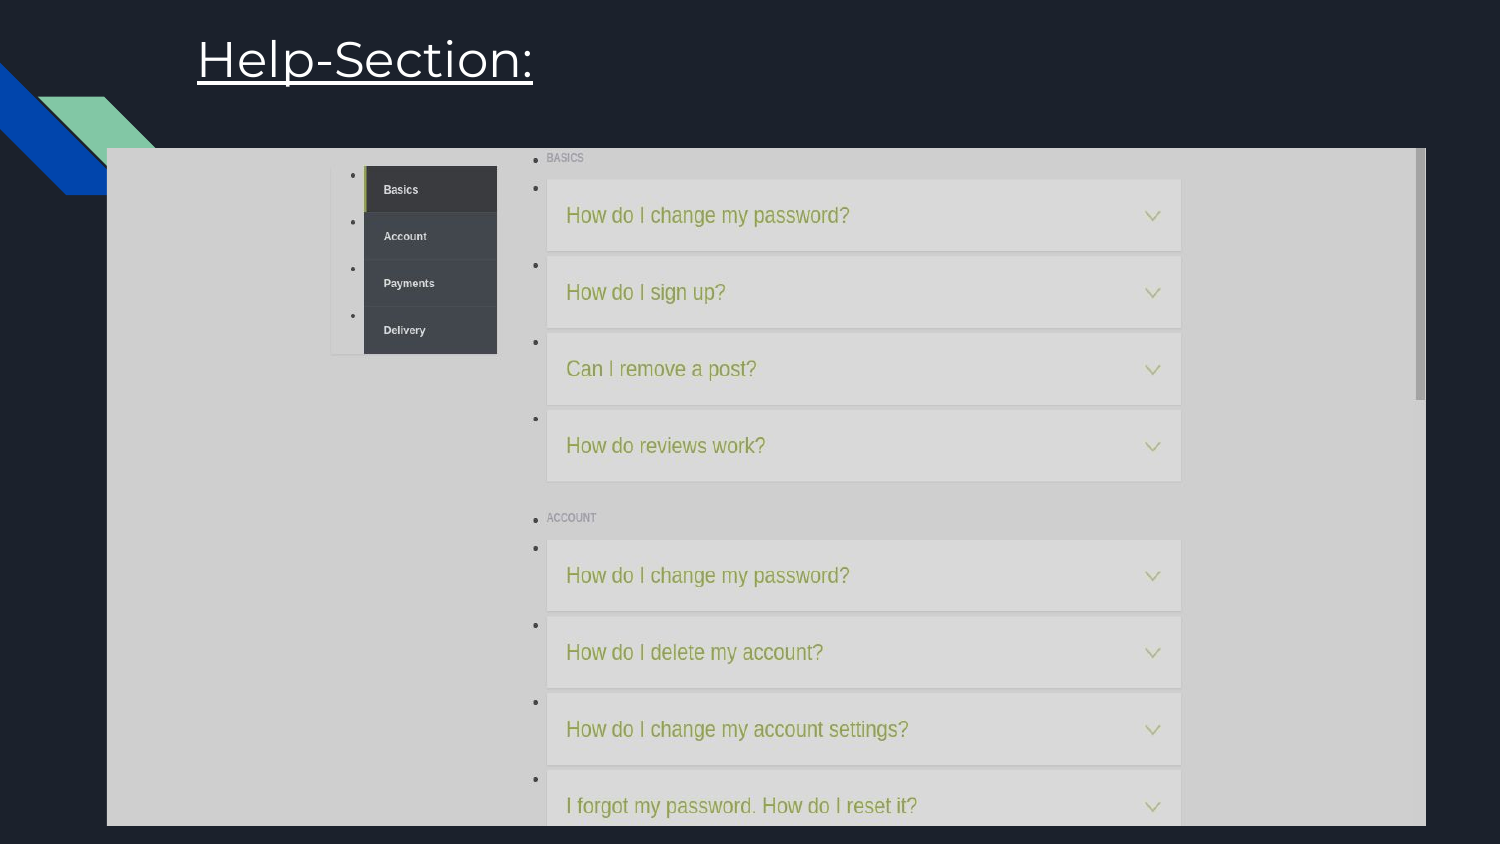 Help-Section:
Basics
Account
Payments
Delivery
BASICS
How do I change my password?
How do I sign up?
Can I remove a post?
How do reviews work?
ACCOUNT
How do I change my password?
How do I delete my account?
How do I change my account settings?
I forgot my password. How do I reset it?